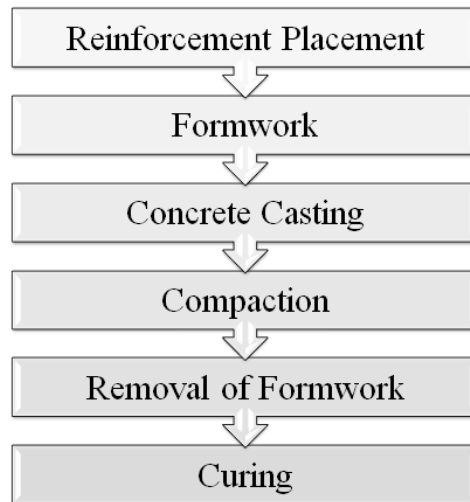 Reinforcement Placement
Formwork
Concrete Casting
Compaction
Removal of Formwork
Curing